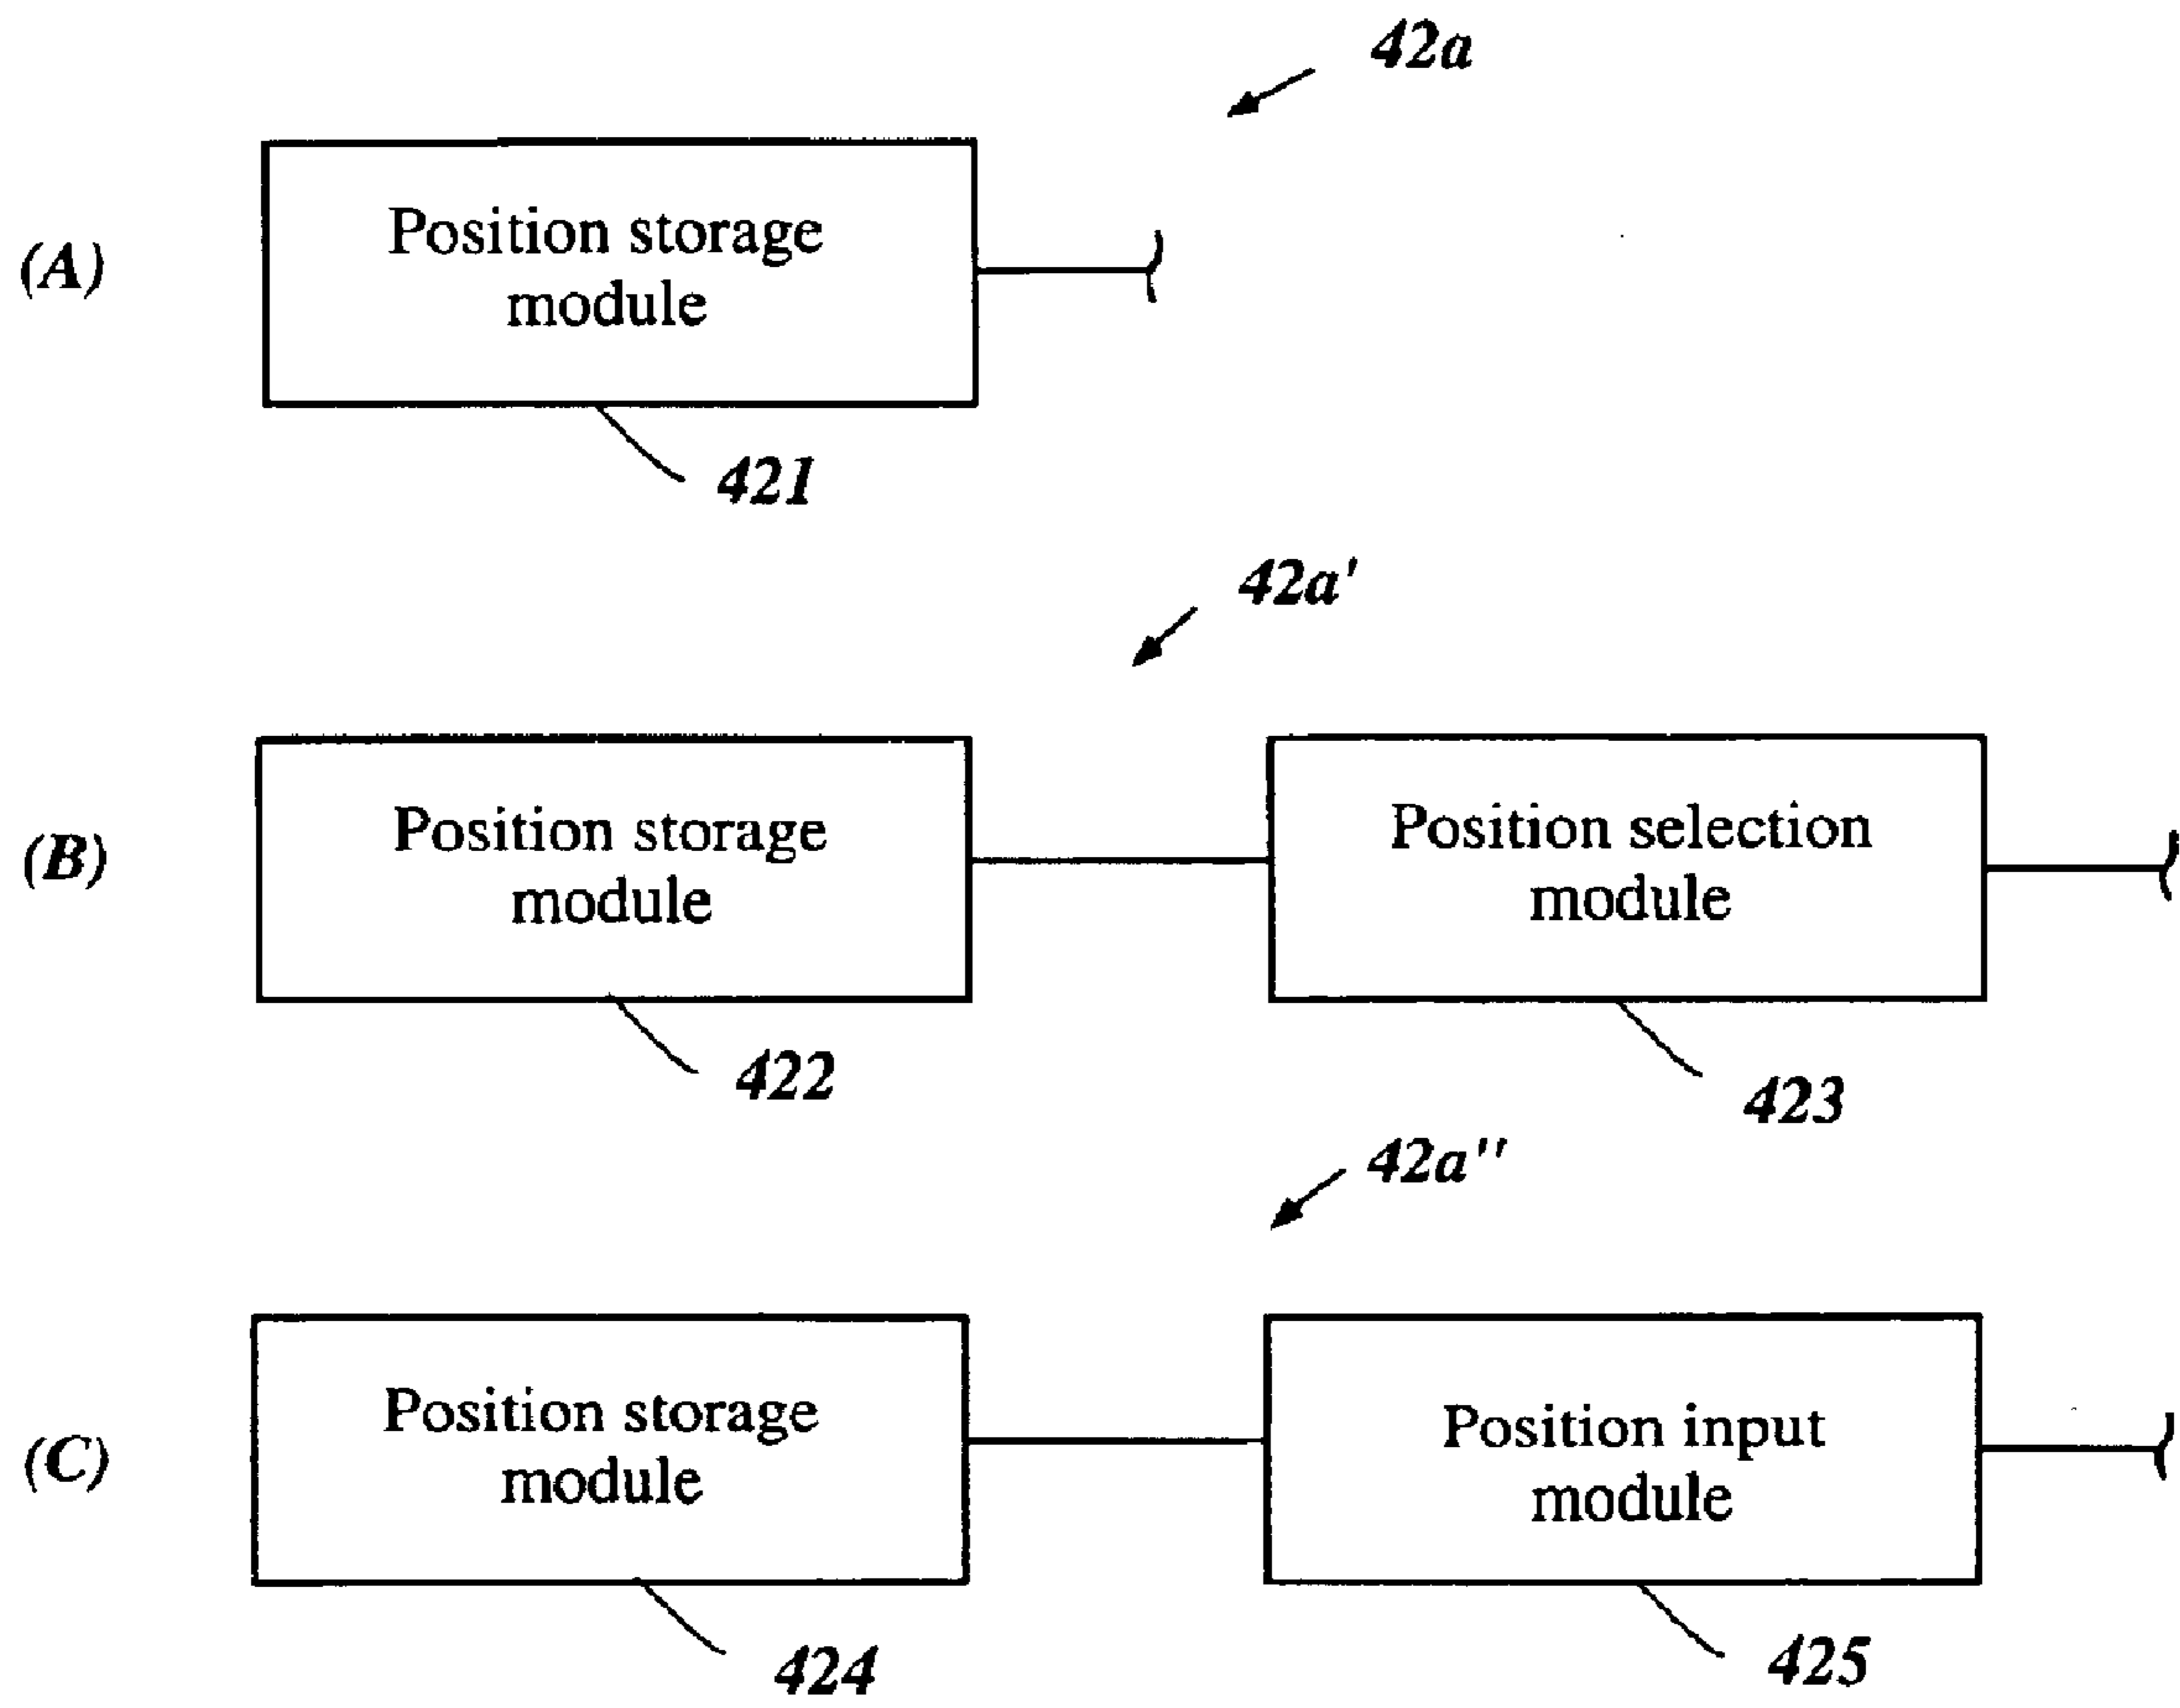 42a
(A)
Position storage
module
421
42a'
(B)
Position storage
module
Position selection
module
422
423
42a''
(C)
Position storage
module
Position input
module
424
425